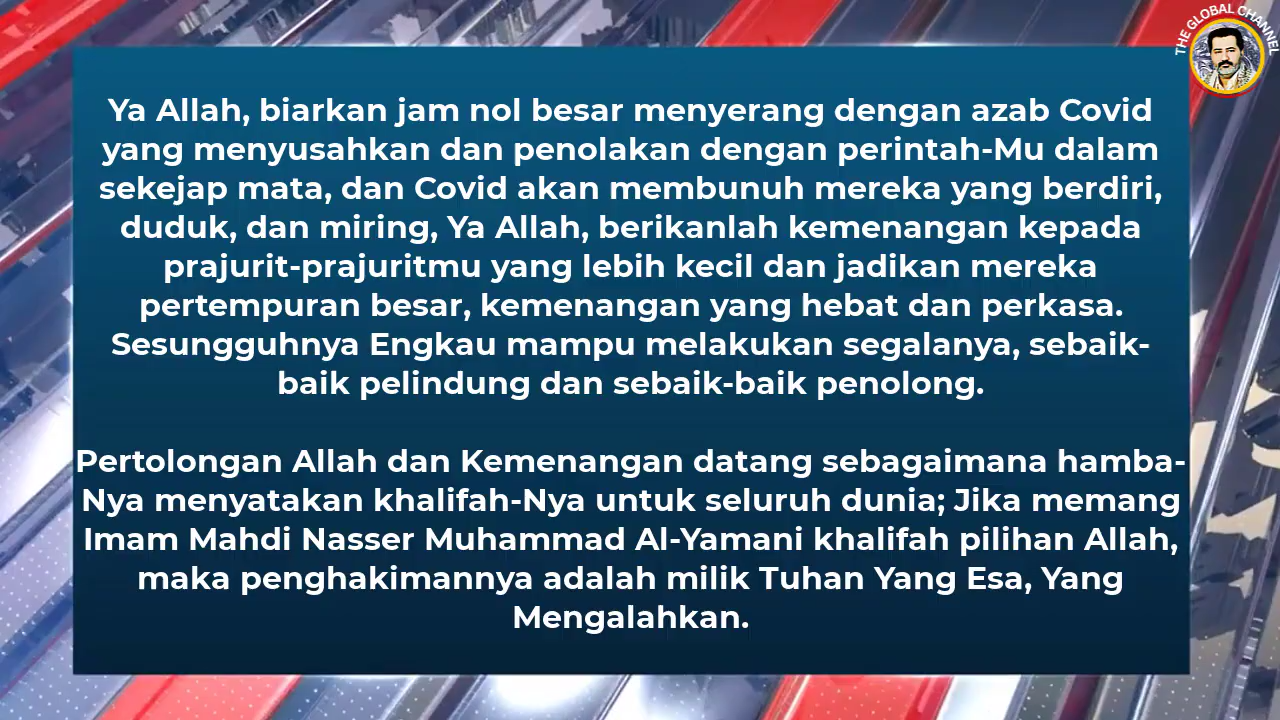 THE GLOBAL CHANNEL
Ya Allah, biarkan jam nol besar menyerang dengan azab Covid
yang menyusahkan dan penolakan dengan perintah-Mu dalam
sekejap mata, dan Covid akan membunuh mereka yang berdiri,
duduk, dan miring, Ya Allah, berikanlah kemenangan kepada
prajurit-prajuritmu yang lebih kecil dan jadikan mereka
pertempuran besar, kemenangan yang hebat dan perkasa.
Sesungguhnya Engkau mampu melakukan segalanya, sebaik-
baik pelindung dan sebaik-baik penolong.
Pertolongan Allah dan Kemenangan datang sebagaimana hamba-
Nya menyatakan khalifah-Nya untuk seluruh dunia; Jika memang
Imam Mahdi Nasser Muhammad Al-Yamani khalifah pilihan Allah,
maka penghakimannya adalah milik Tuhan Yang Esa, Yang
Mengalahkan.